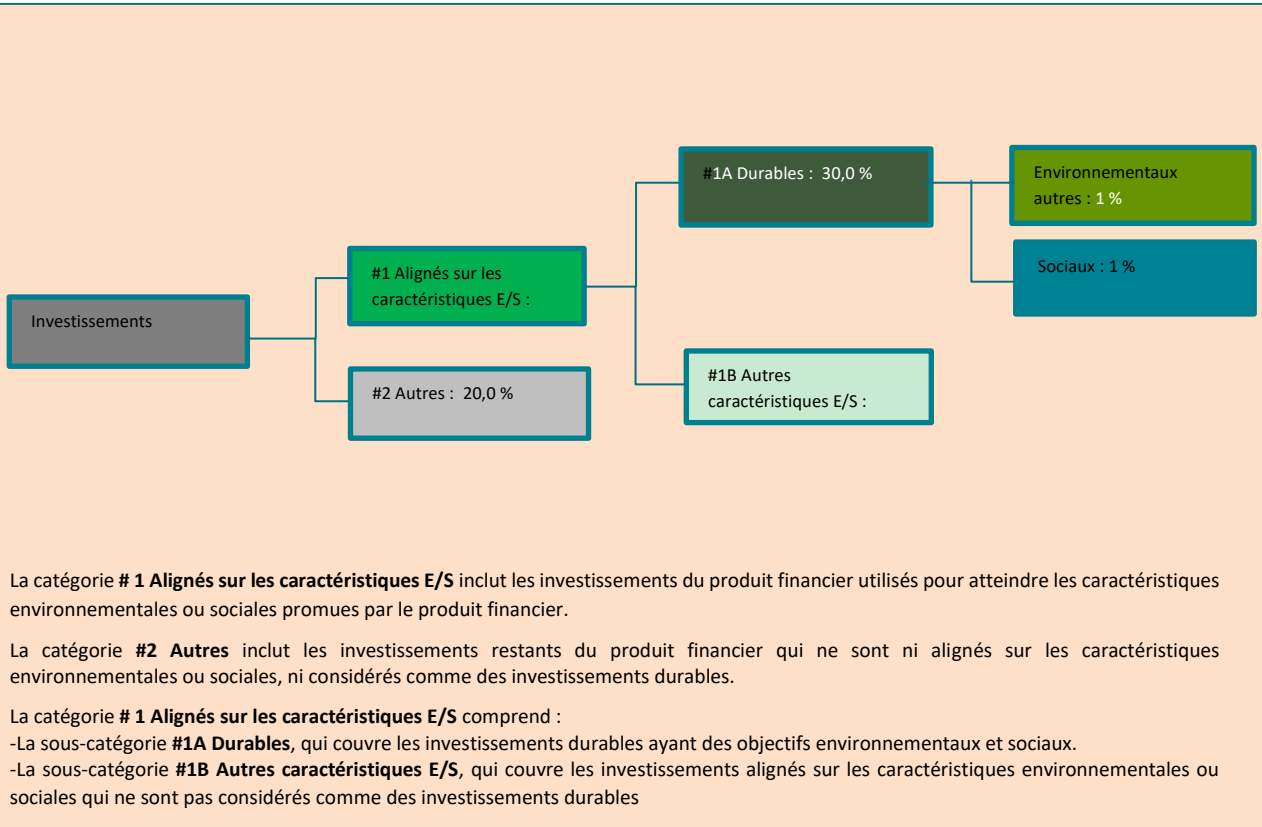 #1A Durables : 30,0 %
Environnementaux
autres : 1 %
Sociaux : 1 %
#1 Alignés sur les
caractéristiques E/S :
Investissements
#2 Autres : 20,0 %
#1B Autres
caractéristiques E/S :
La catégorie # 1 Alignés sur les caractéristiques E/S inclut les investissements du produit financier utilisés pour atteindre les caractéristiques
environnementales ou sociales promues par le produit financier.
La catégorie #2 Autres inclut les investissements restants du produit financier qui ne sont ni alignés sur les caractéristiques
environnementales ou sociales, ni considérés comme des investissements durables.
La catégorie # 1 Alignés sur les caractéristiques E/S comprend :
-La sous-catégorie #1A Durables, qui couvre les investissements durables ayant des objectifs environnementaux et sociaux.
-La sous-catégorie #1B Autres caractéristiques E/S, qui couvre les investissements alignés sur les caractéristiques environnementales ou
sociales qui ne sont pas considérés comme des investissements durables